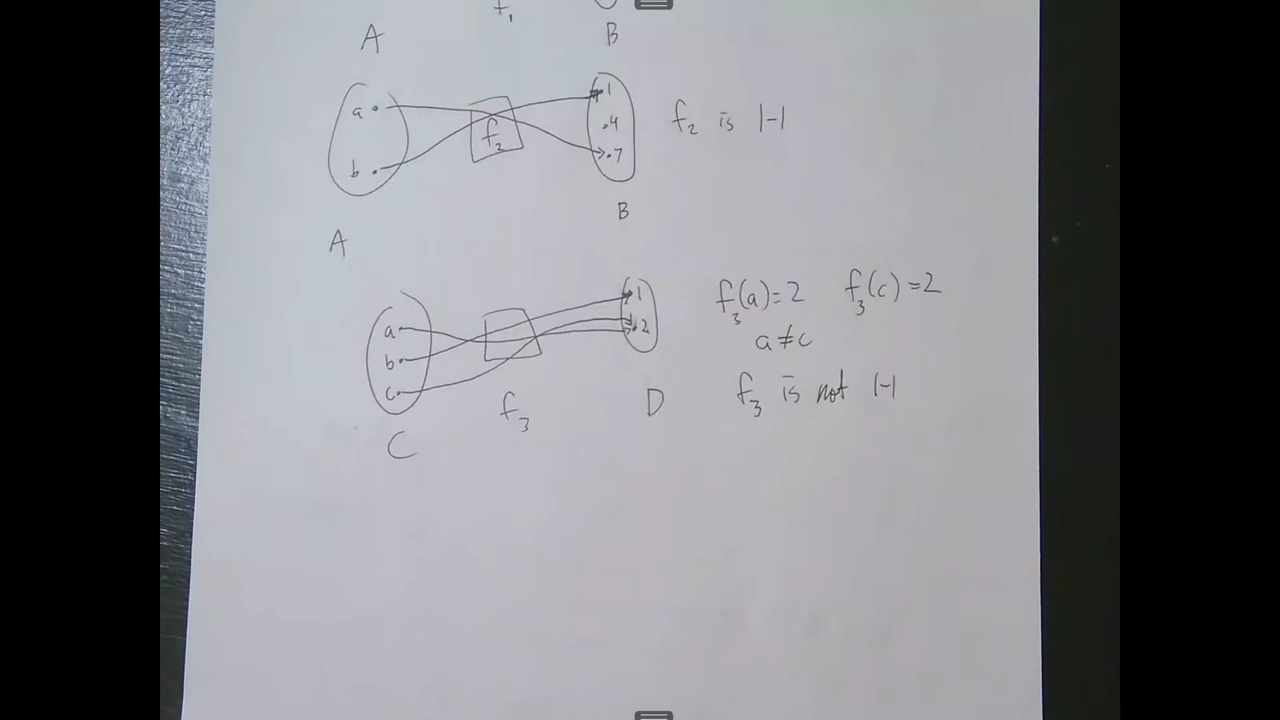 f₁
A B
a 1
f₂ .4 f₂ is 1-1
b .7
B
A
1 f₃(a)=2 f₃(c)=2
a 2 a≠c
b
c f₃ D f₃ is not 1-1
C